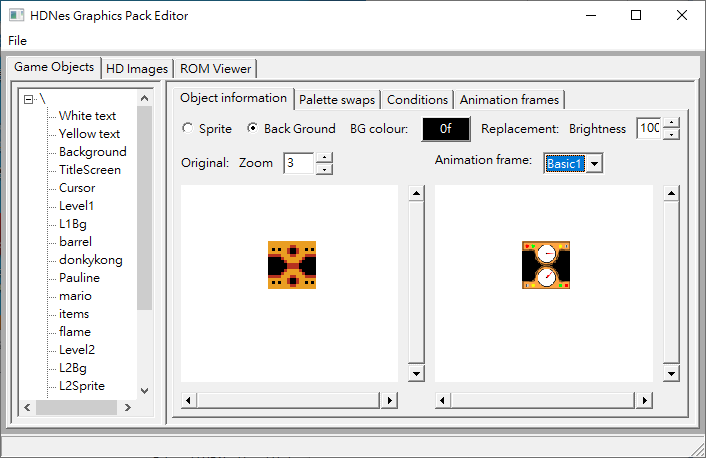 HDNes Graphics Pack Editor
File
Game Objects HD Images ROM Viewer
\
White text
Yellow text
Background
TitleScreen
Cursor
Level1
L1Bg
barrel
donkykong
Pauline
mario
items
flame
Level2
L2Bg
L2Sprite
Object information Palette swaps Conditions Animation frames
Sprite Back Ground BG colour: 0f Replacement: Brightness 100
Original: Zoom 3 Animation frame: Basic1